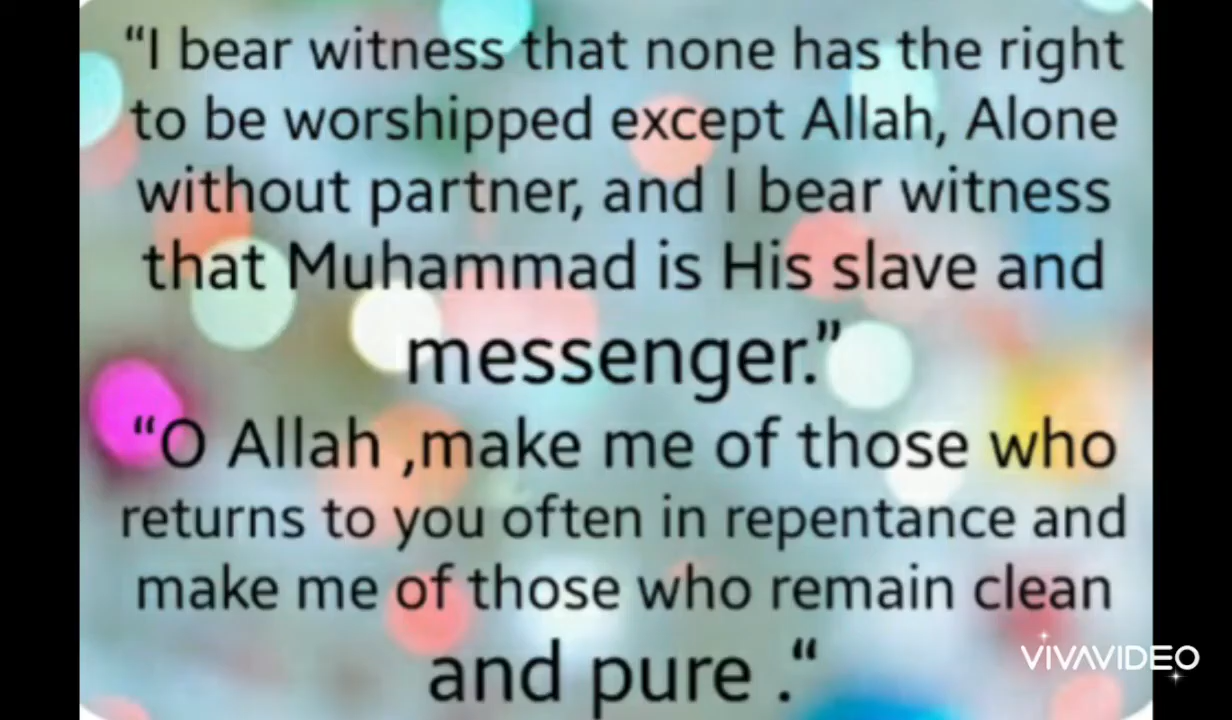 “I bear witness that none has the right
to be worshipped except Allah, Alone
without partner, and I bear witness
that Muhammad is His slave and
messenger.”
“O Allah ,make me of those who
returns to you often in repentance and
make me of those who remain clean
and pure .“
VIVAVIDEO